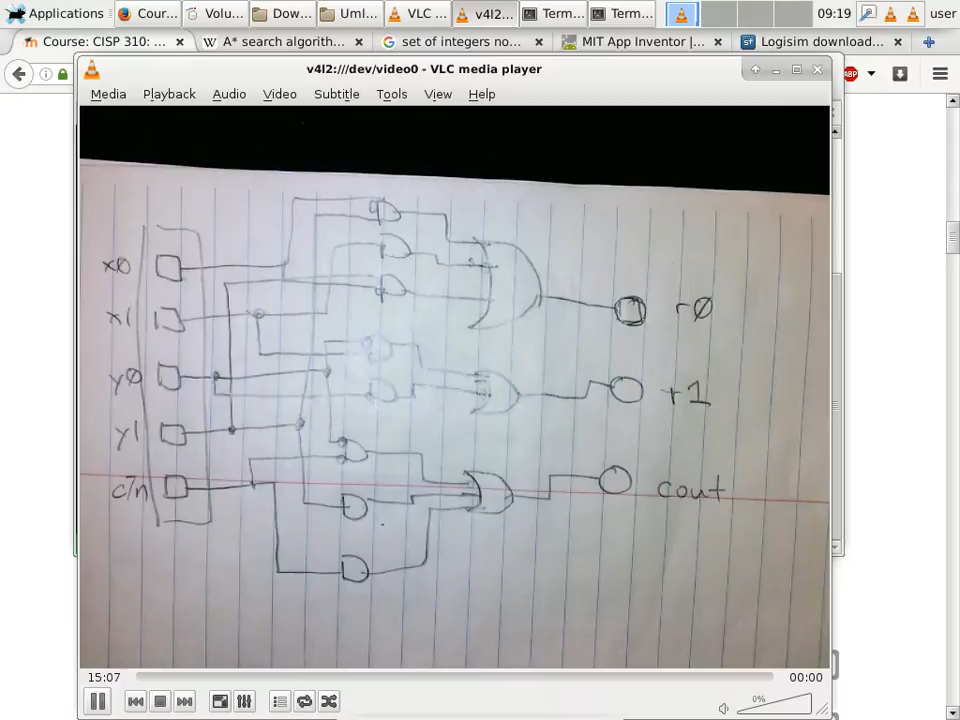 Applications
Cour...
Volu...
Dow...
Uml...
VLC ...
v4l2...
Term...
Term...
09:19
user
Course: CISP 310: ...
W A* search algorith...
G set of integers no...
MIT App Inventor |...
sf Logisim download...
v4l2:///dev/video0 - VLC media player
ABP
Media Playback Audio Video Subtitle Tools View Help
x0
x1
y0
y1
cin
r0
r1
cout
15:07
00:00
0%